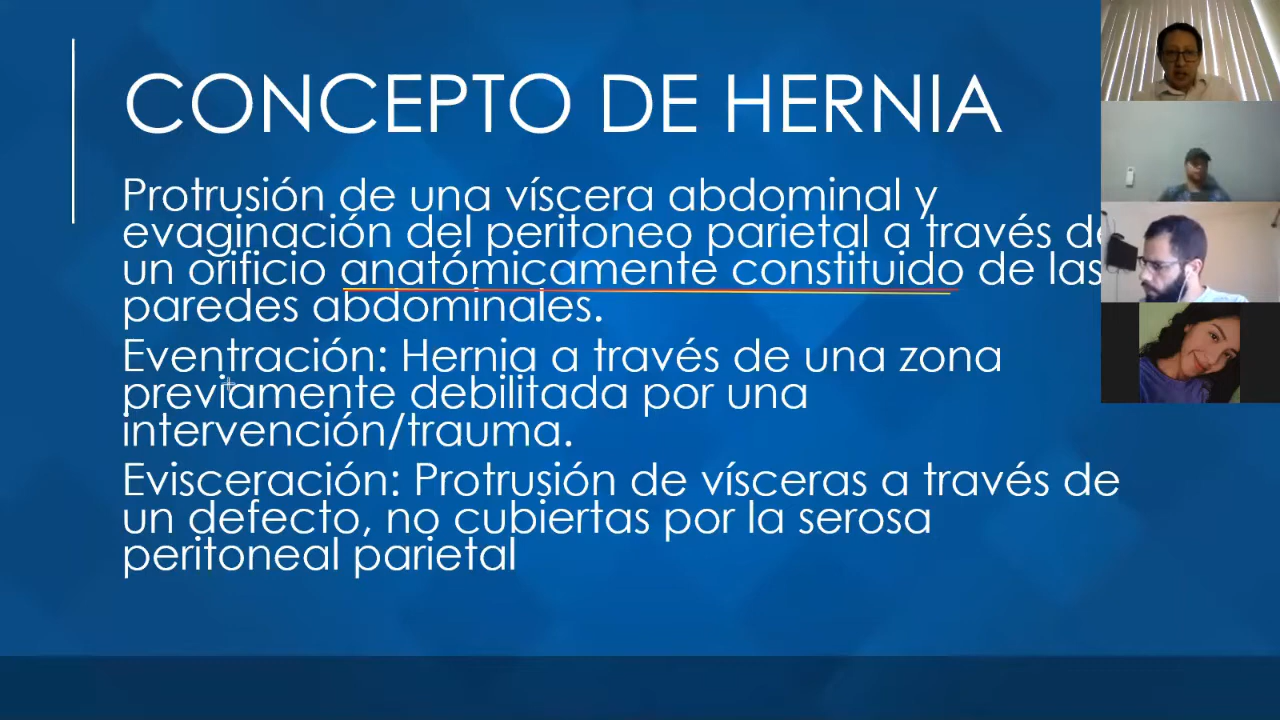 CONCEPTO DE HERNIA
Protrusión de una víscera abdominal y
evaginación del peritoneo parietal a través de
un orificio anatómicamente constituido de las
paredes abdominales.
Eventración: Hernia a través de una zona
previamente debilitada por una
intervención/trauma.
Evisceración: Protrusión de vísceras a través de
un defecto, no cubiertas por la serosa
peritoneal parietal